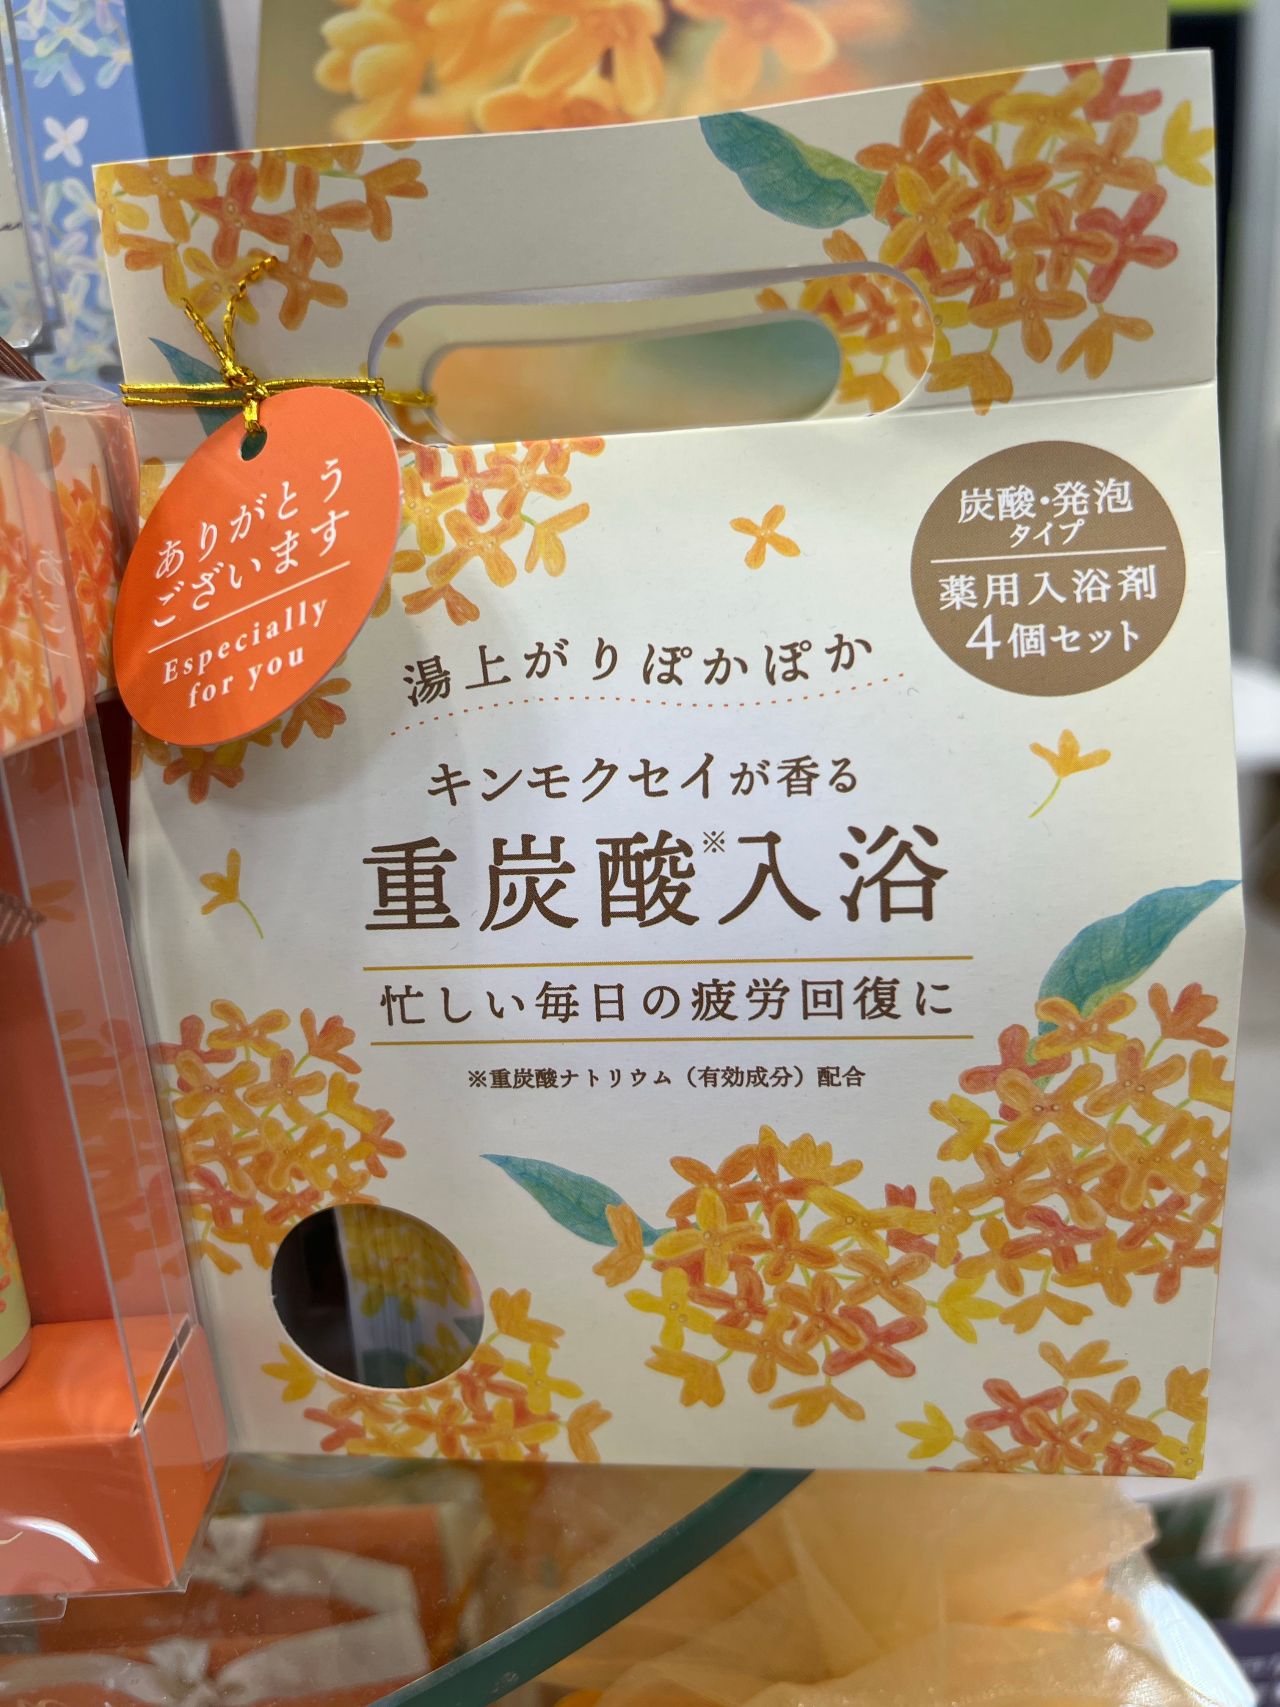 ありがとう
ございます
Especially
for you
炭酸・発泡
タイプ
薬用入浴剤
4個セット
湯上がりぽかぽか
キンモクセイが香る
重炭酸※入浴
忙しい毎日の疲労回復に
※重炭酸ナトリウム（有効成分）配合